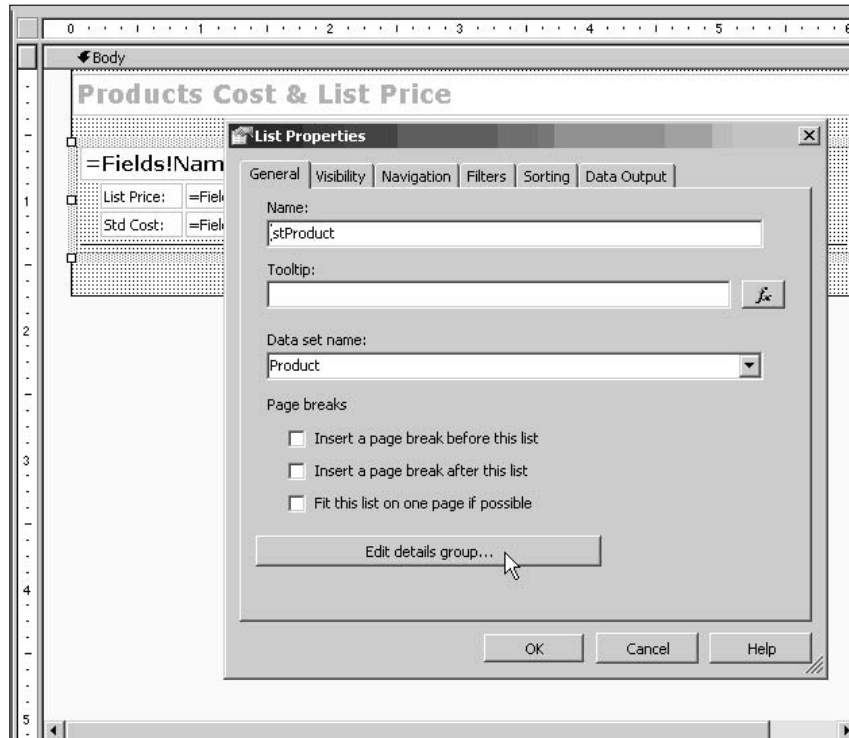 0 1 2 3 4 5 6
Body
Products Cost & List Price
=Fields!Nam
List Price: =Fiel
Std Cost: =Fiel
1
2
3
4
5
List Properties
General Visibility Navigation Filters Sorting Data Output
Name:
stProduct
Tooltip:
fx
Data set name:
Product
Page breaks
Insert a page break before this list
Insert a page break after this list
Fit this list on one page if possible
Edit details group...
OK Cancel Help